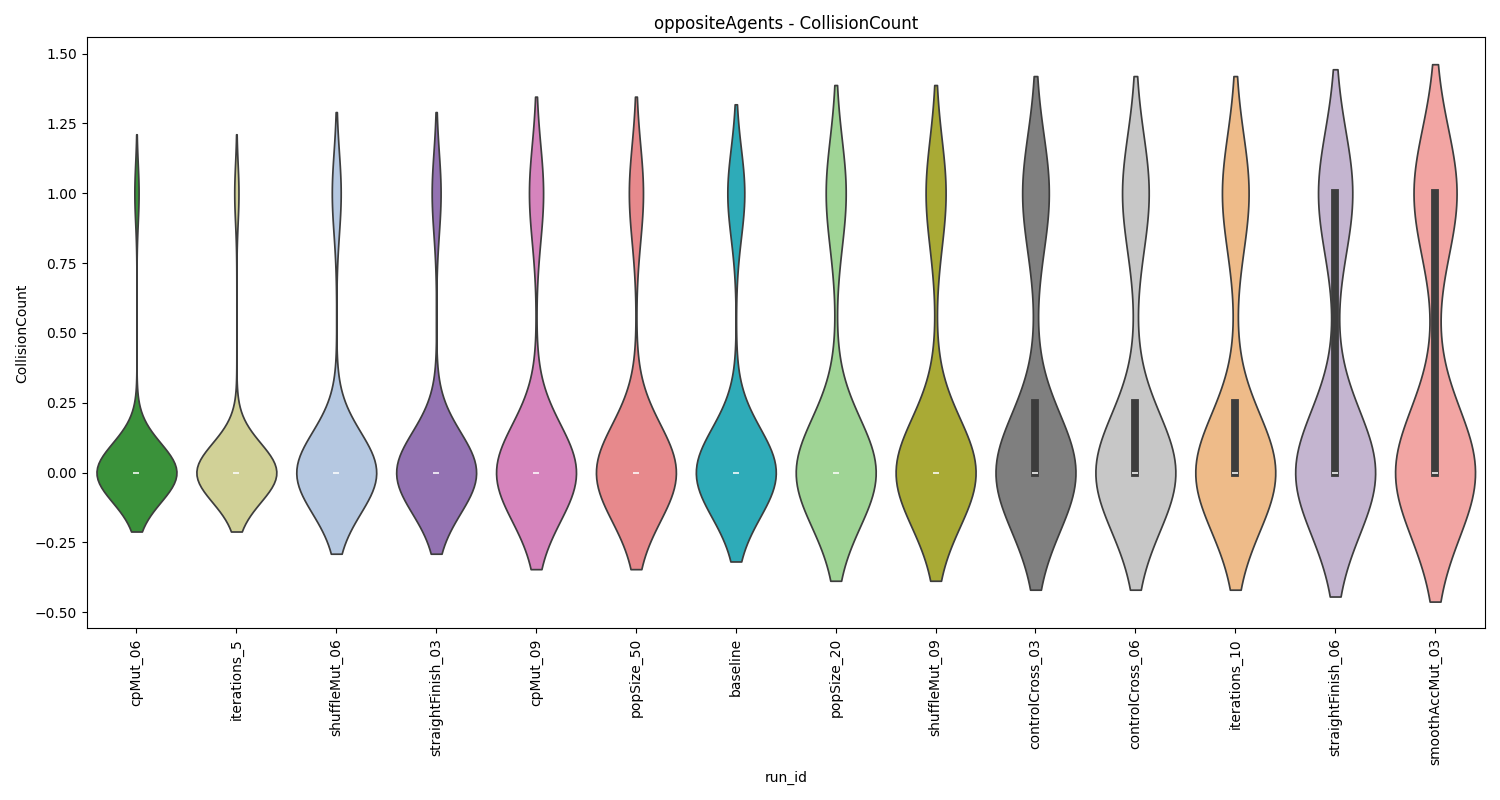 oppositeAgents - CollisionCount
1.50
1.25
1.00
0.75
0.50
0.25
0.00
−0.25
−0.50
CollisionCount
cpMut_06
iterations_5
shuffleMut_06
straightFinish_03
cpMut_09
popSize_50
baseline
popSize_20
shuffleMut_09
controlCross_03
controlCross_06
iterations_10
straightFinish_06
smoothAccMut_03
run_id